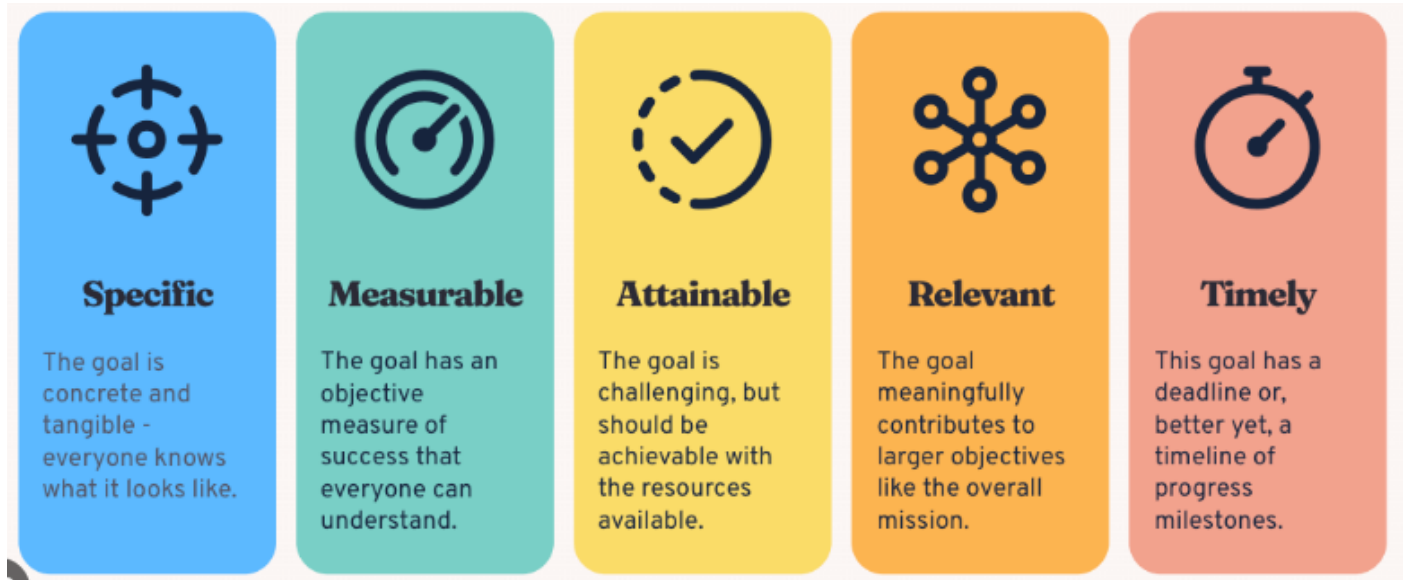 Specific
The goal is
concrete and
tangible -
everyone knows
what it looks like.
Measurable
The goal has an
objective
measure of
success that
everyone can
understand.
Attainable
The goal is
challenging, but
should be
achievable with
the resources
available.
Relevant
The goal
meaningfully
contributes to
larger objectives
like the overall
mission.
Timely
This goal has a
deadline or,
better yet, a
timeline of
progress
milestones.